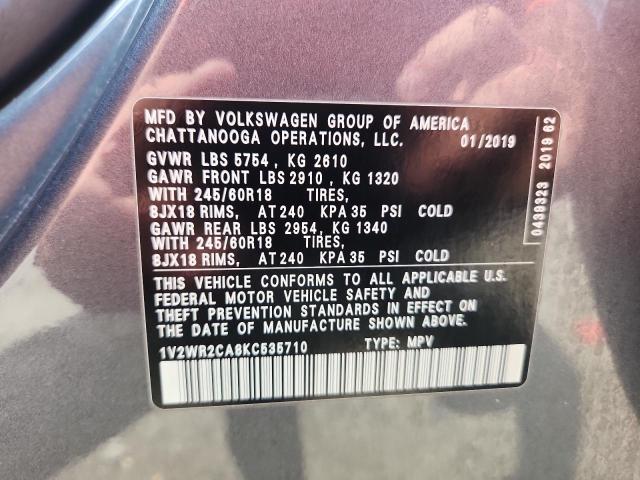 MFD BY VOLKSWAGEN GROUP OF AMERICA
CHATTANOOGA OPERATIONS, LLC. 01/2019
GVWR LBS 5754 , KG 2610
GAWR FRONT LBS 2910 , KG 1320
WITH 245/60R18 TIRES,
8JX18 RIMS, AT 240 KPA 35 PSI COLD
GAWR REAR LBS 2954 , KG 1340
WITH 245/60R18 TIRES,
8JX18 RIMS, AT 240 KPA 35 PSI COLD
THIS VEHICLE CONFORMS TO ALL APPLICABLE U.S.
FEDERAL MOTOR VEHICLE SAFETY AND
THEFT PREVENTION STANDARDS IN EFFECT ON
THE DATE OF MANUFACTURE SHOWN ABOVE.
1V2WR2CA8KC535710 TYPE: MPV
0439323 2019 62